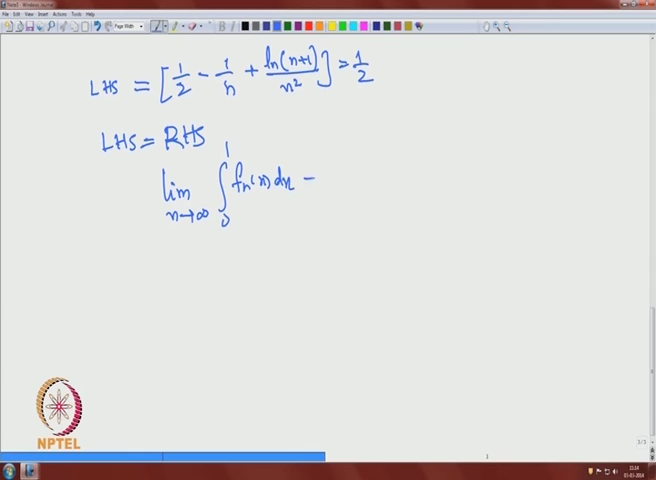 LHS = [1/2 - 1/n + ln(n+1)/n²] = 1/2
LHS = RHS
lim n→∞ ∫₀¹ fₙ(x)dx =
NPTEL